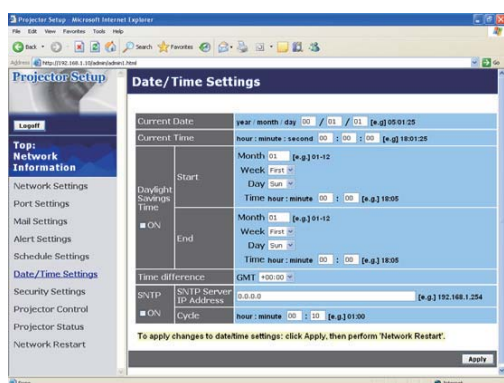 Projector Setup - Microsoft Internet Explorer
File Edit View Favorites Tools Help
Back Search Favorites
Address http://192.168.1.10/admin/admin1.html Go
Projector Setup
Logoff
Top:
Network
Information
Network Settings
Port Settings
Mail Settings
Alert Settings
Schedule Settings
Date/Time Settings
Security Settings
Projector Control
Projector Status
Network Restart
Date/Time Settings
Current Date year / month / day 00 / 01 / 01 [e.g] 05:01:25
Current Time hour : minute : second 00 : 00 : 00 [e.g] 18:01:25
Daylight Savings Time
ON
Start
Month 01 [e.g.] 01-12
Week First
Day Sun
Time hour : minute 00 : 00 [e.g.] 18:05
End
Month 01 [e.g.] 01-12
Week First
Day Sun
Time hour : minute 00 : 00 [e.g.] 18:05
Time difference GMT +00:00
SNTP
ON
SNTP Server IP Address 0.0.0.0 [e.g.] 192.168.1.254
Cycle hour : minute 00 : 10 [e.g.] 01:00
To apply changes to date/time settings: click Apply, then perform 'Network Restart'.
Apply
Internet